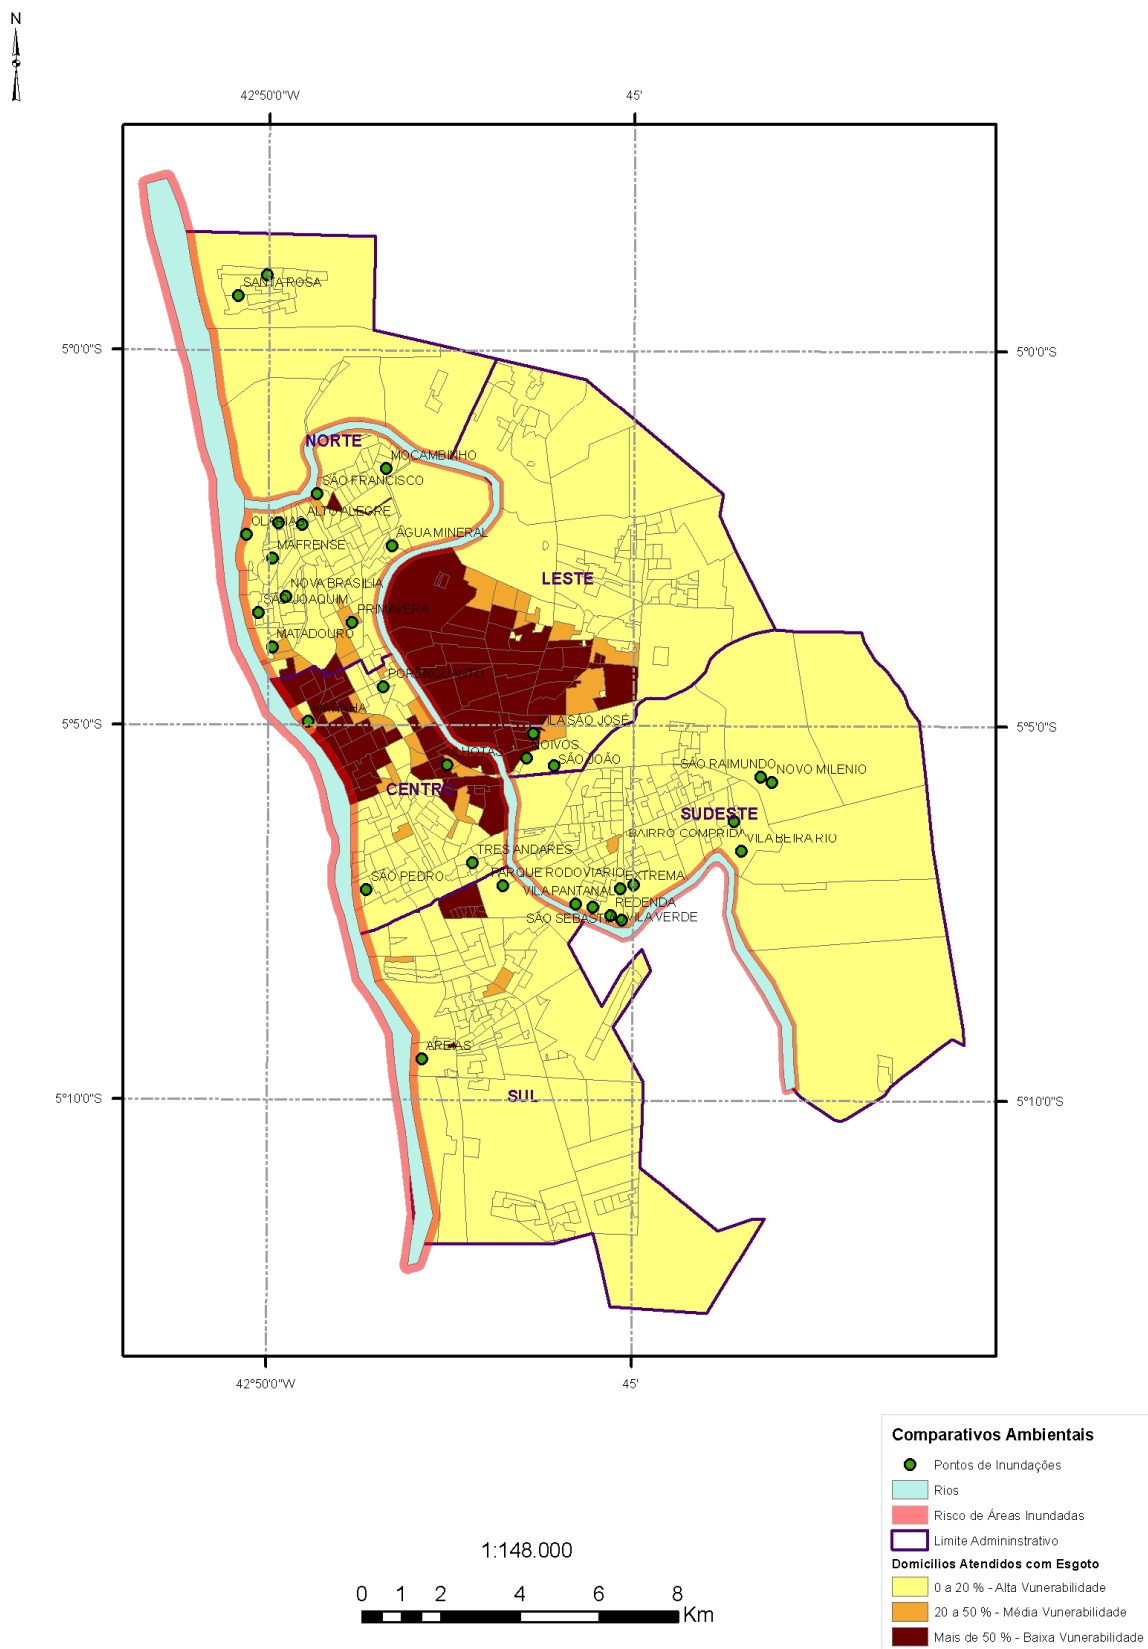 N
42°50'0"W
45'
SANTA ROSA
5°0'0"S
5°0'0"S
NORTE
MOCAMBINHO
SÃO FRANCISCO
ALTO ALEGRE
OLARIAS
ÁGUA MINERAL
MAFRENSE
LESTE
NOVA BRASILIA
SÃO JOAQUIM
PRIMAVERA
MATADOURO
PORENQUANTO
MATINHA
5°5'0"S
5°5'0"S
VILA SÃO JOSÉ
NOIVOS
ILHOTAS
SÃO JOÃO
SÃO RAIMUNDO
NOVO MILENIO
CENTRO
SUDESTE
BAIRRO COMPRIDA
VILA BEIRA RIO
TRES ANDARES
SÃO PEDRO
PARQUE RODOVIARIO
EXTREMA
VILA PANTANAL
REDENDA
SÃO SEBASTI
VILA VERDE
AREIAS
SUL
5°10'0"S
5°10'0"S
42°50'0"W
45'
Comparativos Ambientais
Pontos de Inundações
Rios
Risco de Áreas Inundadas
Limite Admininstrativo
Domicilios Atendidos com Esgoto
0 a 20 % - Alta Vunerabilidade
20 a 50 % - Média Vunerabilidade
Mais de 50 % - Baixa Vunerabilidade
1:148.000
0 1 2 4 6 8
Km